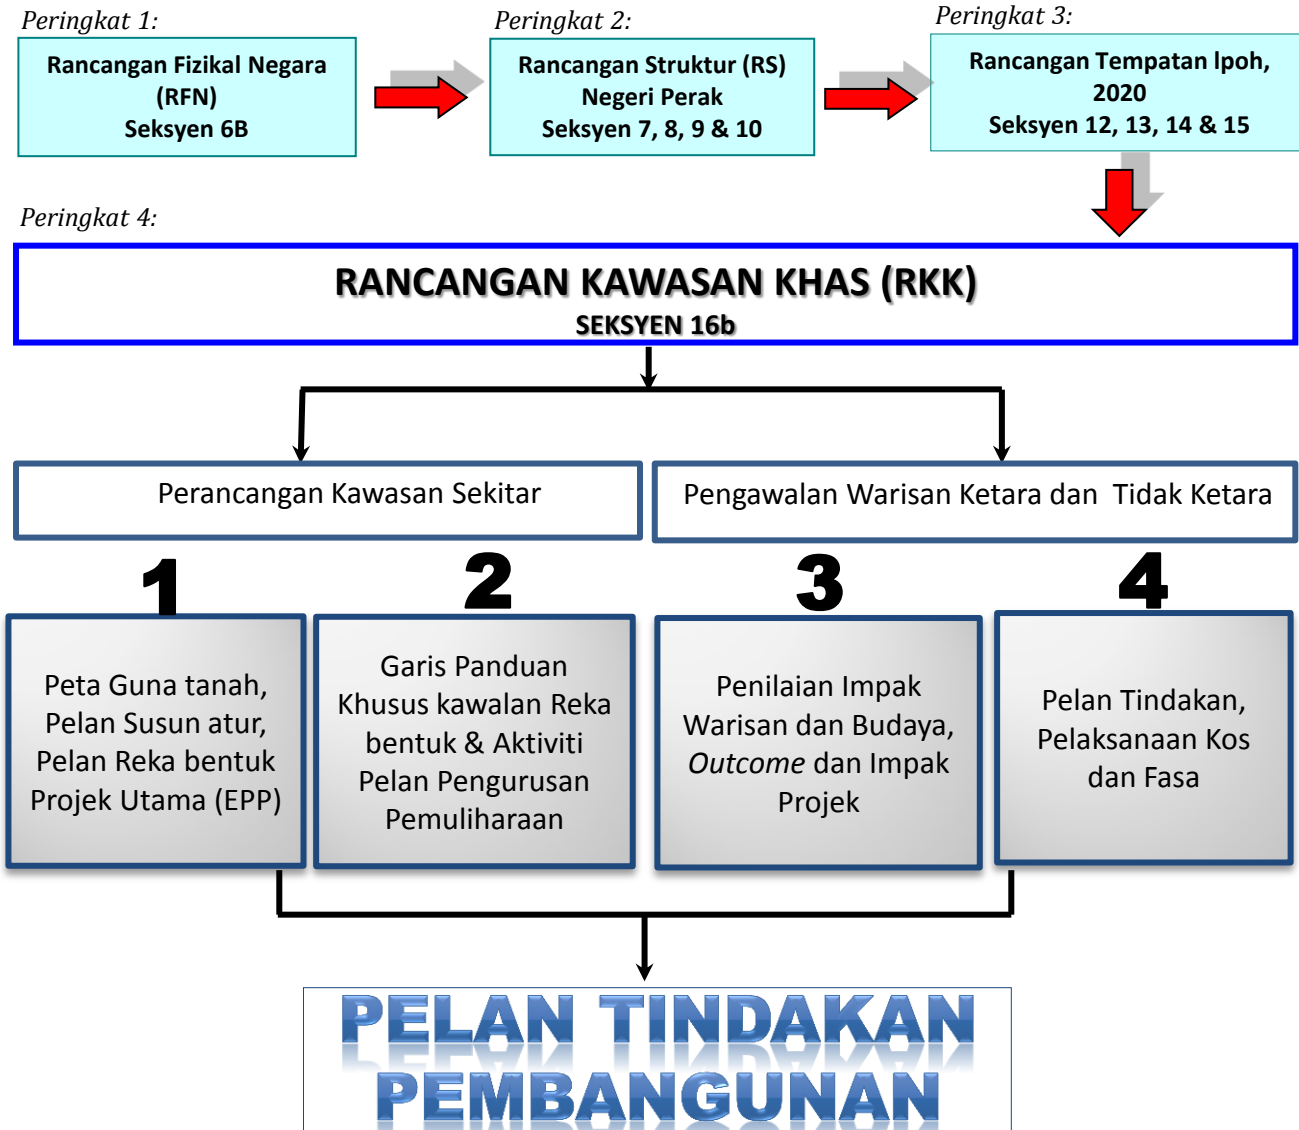 Peringkat 1:
Rancangan Fizikal Negara
(RFN)
Seksyen 6B
Peringkat 2:
Rancangan Struktur (RS)
Negeri Perak
Seksyen 7, 8, 9 & 10
Peringkat 3:
Rancangan Tempatan Ipoh,
2020
Seksyen 12, 13, 14 & 15
Peringkat 4:
RANCANGAN KAWASAN KHAS (RKK)
SEKSYEN 16b
Perancangan Kawasan Sekitar
Pengawalan Warisan Ketara dan Tidak Ketara
1
Peta Guna tanah,
Pelan Susun atur,
Pelan Reka bentuk
Projek Utama (EPP)
2
Garis Panduan
Khusus kawalan Reka
bentuk & Aktiviti
Pelan Pengurusan
Pemuliharaan
3
Penilaian Impak
Warisan dan Budaya,
Outcome dan Impak
Projek
4
Pelan Tindakan,
Pelaksanaan Kos
dan Fasa
PELAN TINDAKAN
PEMBANGUNAN